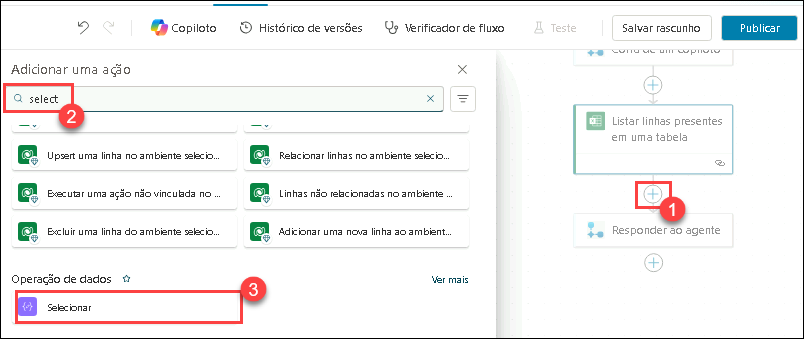 Copiloto
Histórico de versões
Verificador de fluxo
Teste
Salvar rascunho
Publicar
Adicionar uma ação
select
2
Upsert uma linha no ambiente selecio...
Relacionar linhas no ambiente selecio...
Executar uma ação não vinculada no ...
Linhas não relacionadas no ambiente ...
Excluir uma linha do ambiente selecio...
Adicionar uma nova linha ao ambient...
Operação de dados
Ver mais
3
Selecionar
Listar linhas presentes
em uma tabela
1
Responder ao agente